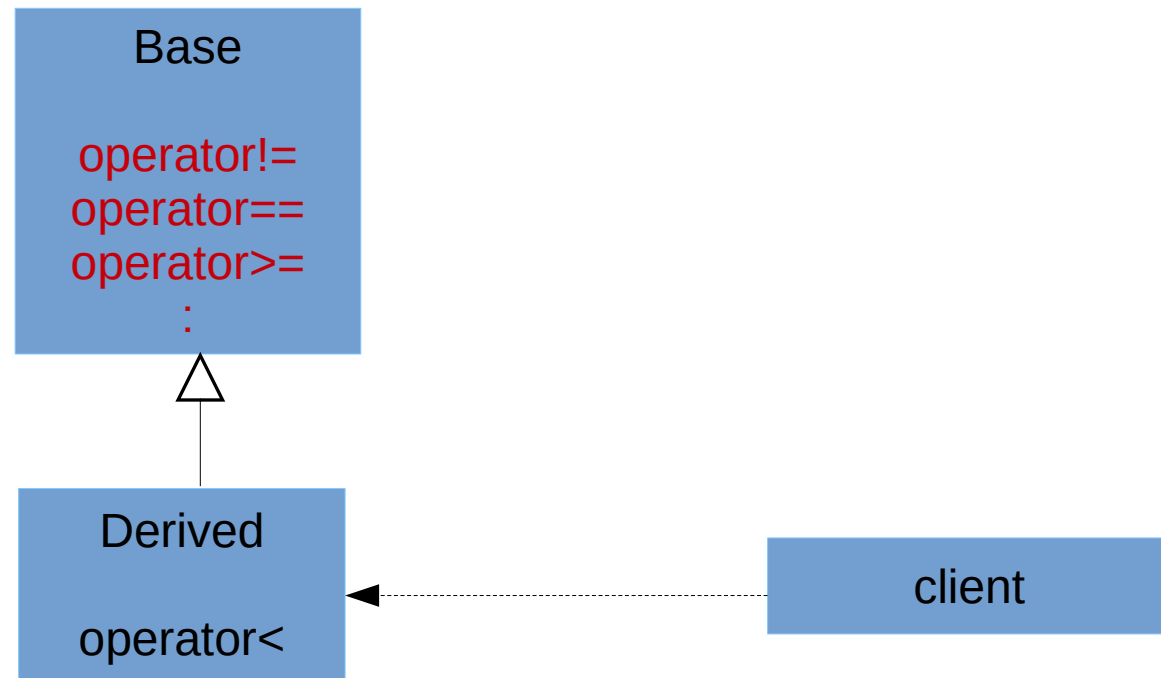 Base
operator!=
operator==
operator>=
:
Derived
operator<
client